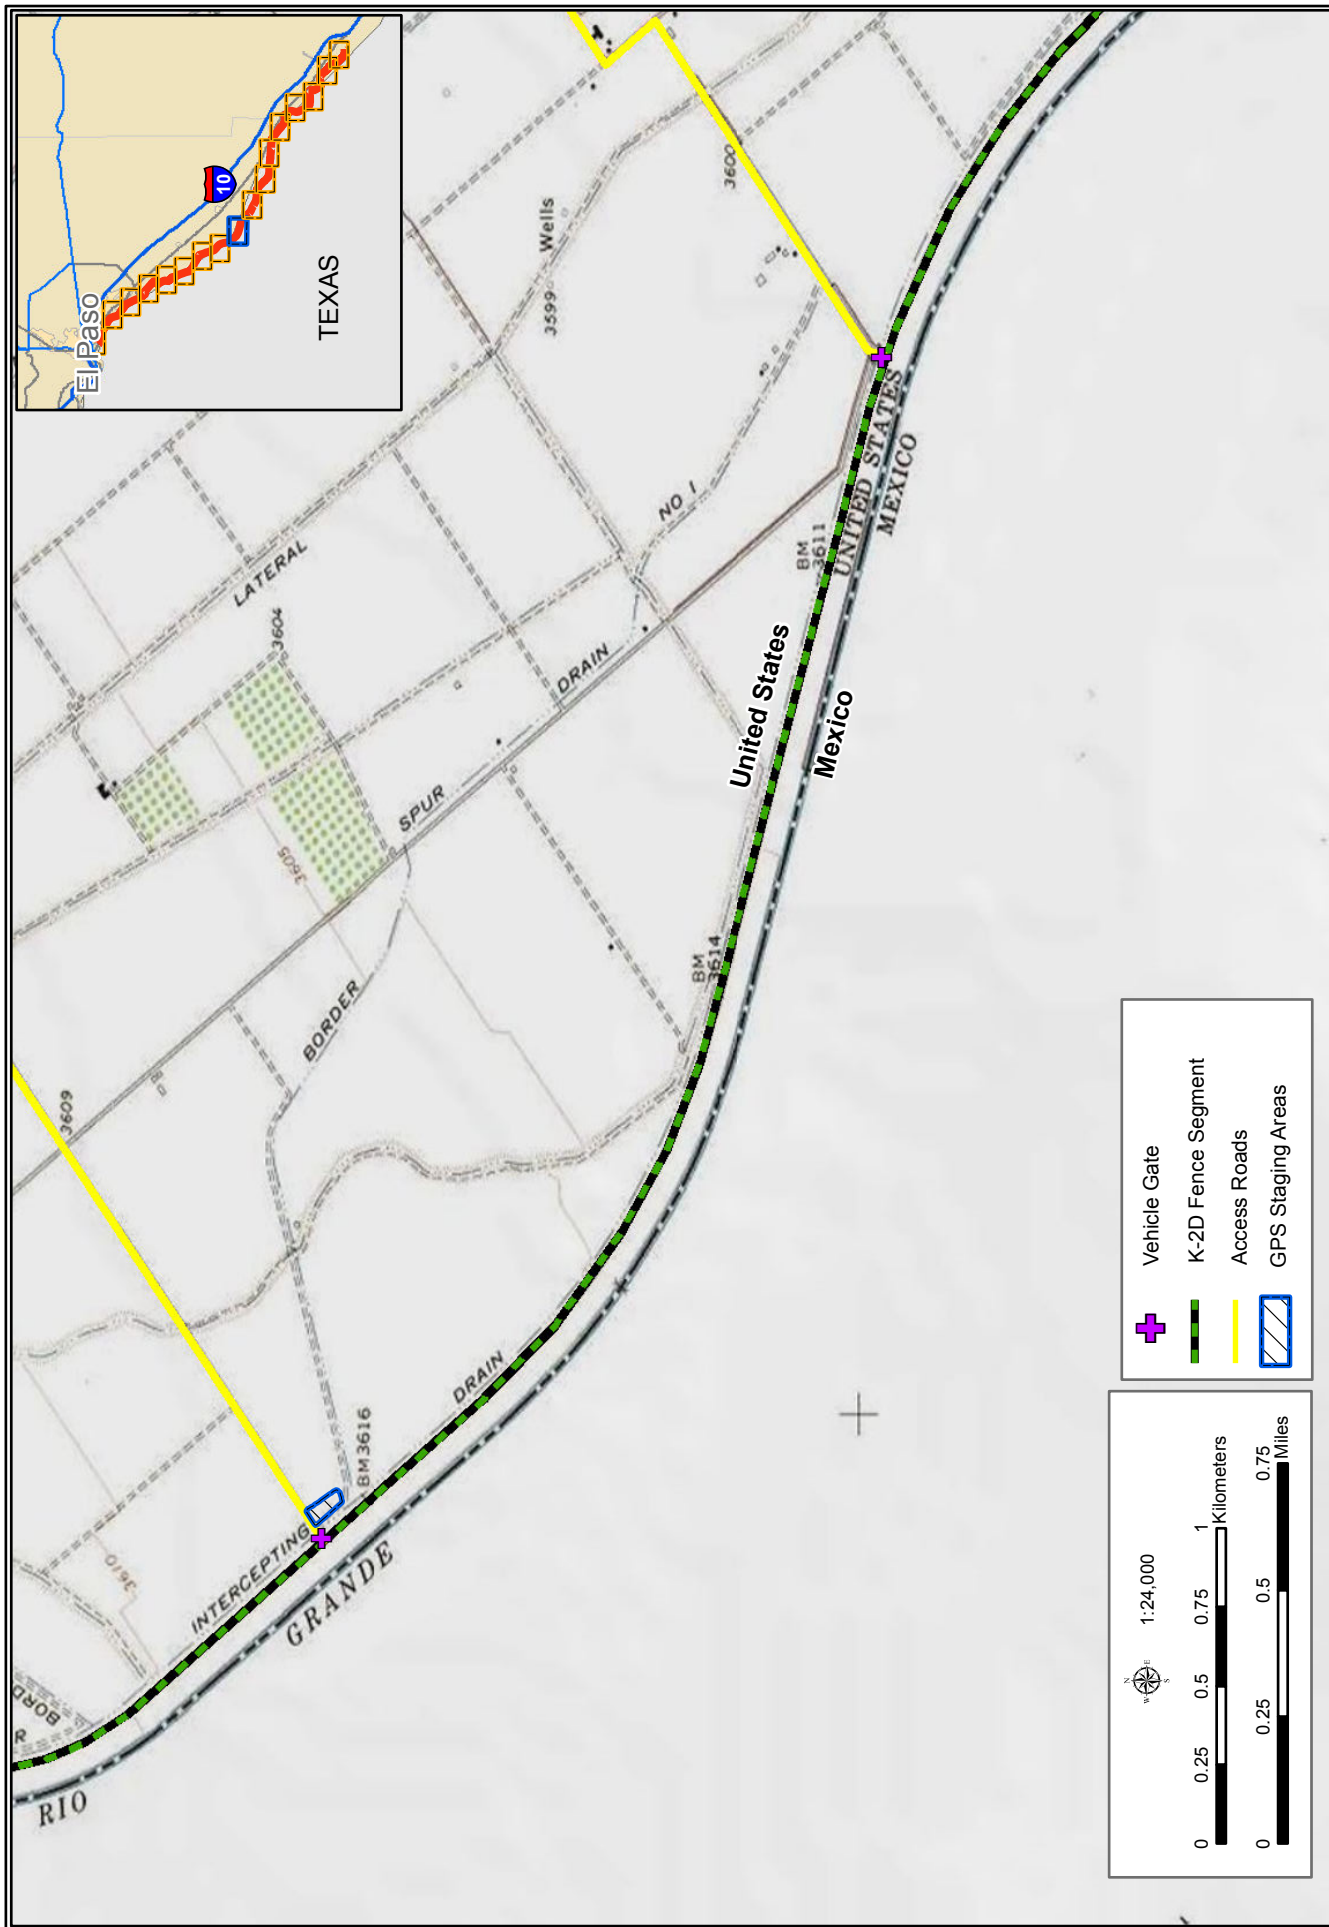 El Paso
10
TEXAS
3600
3599
Wells
LATERAL
3604
NO 1
DRAIN
SPUR
3605
BORDER
3609
BM
3611
UNITED STATES
MEXICO
United States
Mexico
BM
3614
DRAIN
BM3616
INTERCEPTING
3610
BORD
R
RIO GRANDE
Vehicle Gate
K-2D Fence Segment
Access Roads
GPS Staging Areas
N
W
E
S
1:24,000
0 0.25 0.5 0.75 1
Kilometers
0 0.25 0.5 0.75
Miles